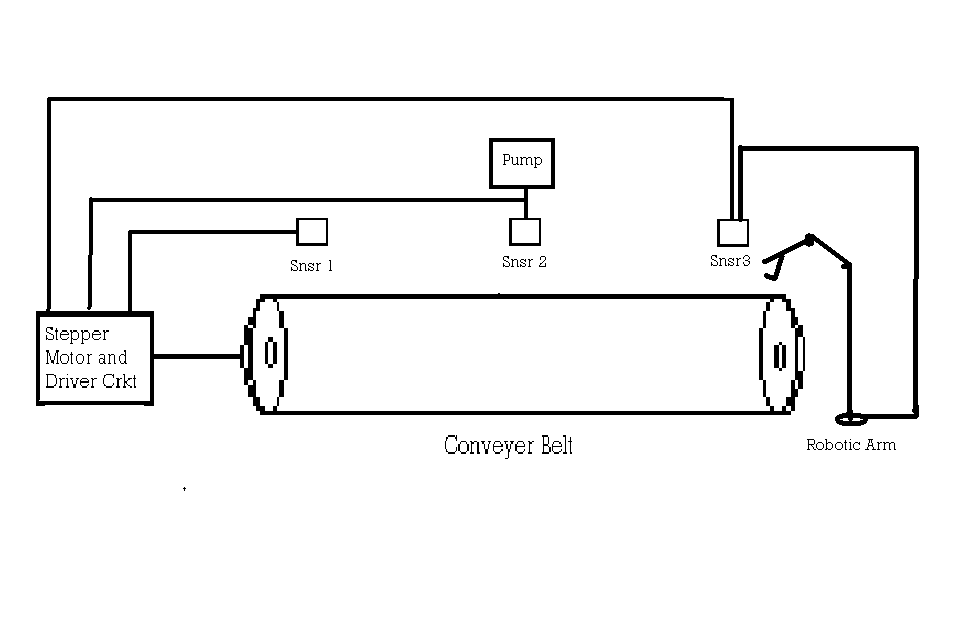 Pump
Snsr 1
Snsr 2
Snsr3
Stepper
Motor and
Driver Crkt
Conveyer Belt
Robotic Arm